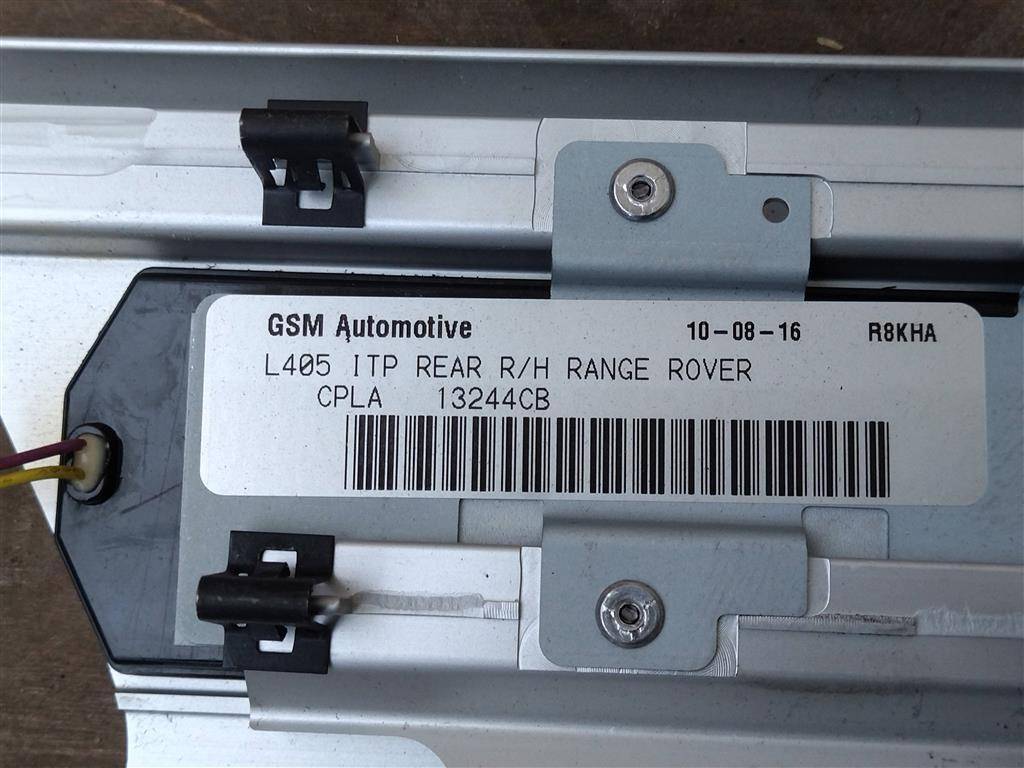 GSM Automotive 10-08-16 R8KHA
L405 ITP REAR R/H RANGE ROVER
CPLA 13244CB